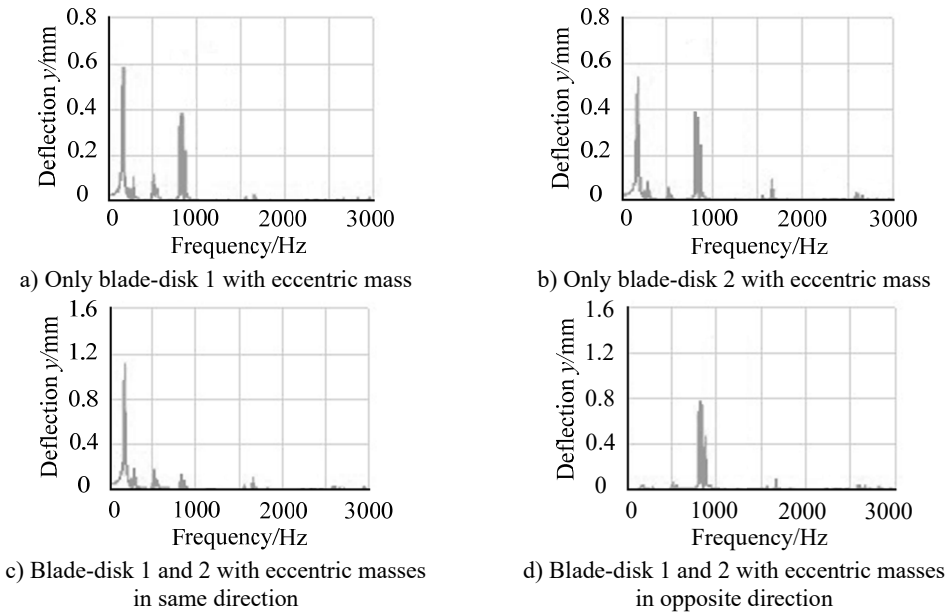 Deflection y/mm
0.8
0.6
0.4
0.2
0
0 1000 2000 3000
Frequency/Hz
a) Only blade-disk 1 with eccentric mass
Deflection y/mm
0.8
0.6
0.4
0.2
0
0 1000 2000 3000
Frequency/Hz
b) Only blade-disk 2 with eccentric mass
Deflection y/mm
1.6
1.2
0.8
0.4
0
0 1000 2000 3000
Frequency/Hz
c) Blade-disk 1 and 2 with eccentric masses
in same direction
Deflection y/mm
1.6
1.2
0.8
0.4
0
0 1000 2000 3000
Frequency/Hz
d) Blade-disk 1 and 2 with eccentric masses
in opposite direction